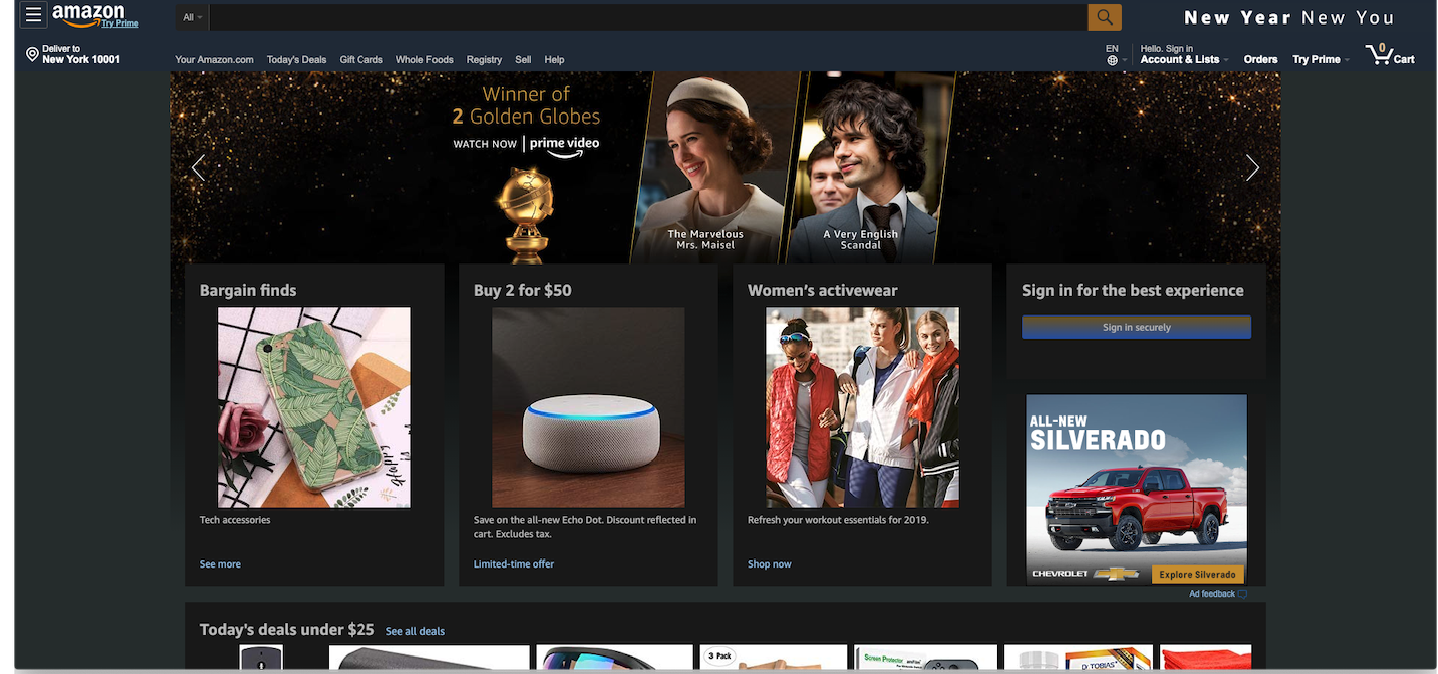 amazon
Try Prime
All
New Year New You
Deliver to
New York 10001
Your Amazon.com Today's Deals Gift Cards Whole Foods Registry Sell Help
EN
Hello. Sign in
Account & Lists
Orders
Try Prime
0
Cart
Winner of
2 Golden Globes
WATCH NOW | prime video
The Marvelous
Mrs. Maisel
A Very English
Scandal
Bargain finds
Tech accessories
See more
Buy 2 for $50
Save on the all-new Echo Dot. Discount reflected in
cart. Excludes tax.
Limited-time offer
Women's activewear
Refresh your workout essentials for 2019.
Shop now
Sign in for the best experience
Sign in securely
ALL-NEW
SILVERADO
CHEVROLET
Explore Silverado
Ad feedback
Today's deals under $25 See all deals
3 Pack
Screen Protector
Dr TOBIAS